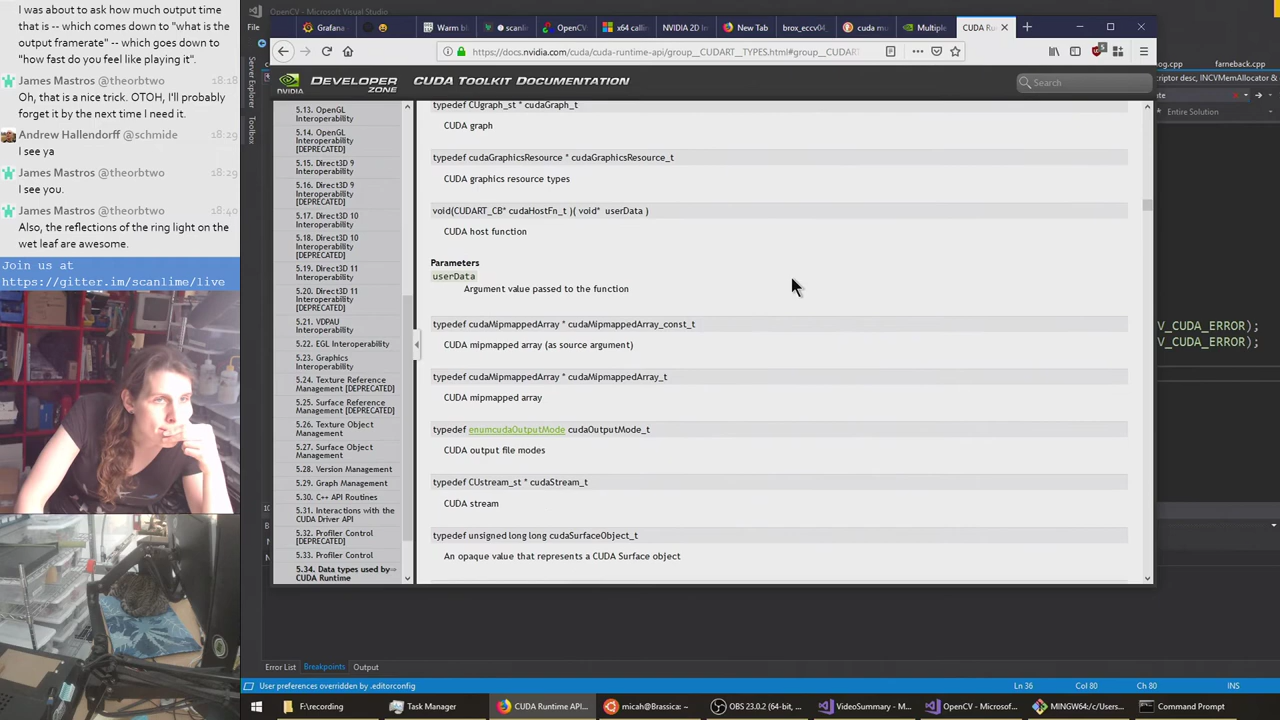 I was about to ask how much output time
that is -- which comes down to "what is the
output framerate" -- which goes down to
"how fast do you feel like playing it".
James Mastros @theorbtwo 18:18
Oh, that is a nice trick. OTOH, I'll probably
forget it by the next time I need it.
Andrew Hallendorff @schmide 18:29
I see ya
James Mastros @theorbtwo 18:29
I see you.
James Mastros @theorbtwo 18:40
Also, the reflections of the ring light on the
wet leaf are awesome.
Join us at
https://gitter.im/scanlime/live
OpenCV - Microsoft Visual Studio
File
Server Explorer
Toolbox
Grafana
Warm bl
scanlin
OpenCV:
x64 callin
NVIDIA 2D Im
New Tab
brox_eccv04_
cuda mu
Multiple
CUDA Ru
https://docs.nvidia.com/cuda/cuda-runtime-api/group__CUDART__TYPES.html#group__CUDAR
NVIDIA
DEVELOPER
ZONE
CUDA TOOLKIT DOCUMENTATION
Search
5.13. OpenGL
Interoperability
5.14. OpenGL
Interoperability
[DEPRECATED]
5.15. Direct3D 9
Interoperability
5.16. Direct3D 9
Interoperability
[DEPRECATED]
5.17. Direct3D 10
Interoperability
5.18. Direct3D 10
Interoperability
[DEPRECATED]
5.19. Direct3D 11
Interoperability
5.20. Direct3D 11
Interoperability
[DEPRECATED]
5.21. VDPAU
Interoperability
5.22. EGL Interoperability
5.23. Graphics
Interoperability
5.24. Texture Reference
Management [DEPRECATED]
5.25. Surface Reference
Management [DEPRECATED]
5.26. Texture Object
Management
5.27. Surface Object
Management
5.28. Version Management
5.29. Graph Management
5.30. C++ API Routines
5.31. Interactions with the
CUDA Driver API
5.32. Profiler Control
[DEPRECATED]
5.33. Profiler Control
5.34. Data types used by
CUDA Runtime
typedef CUgraph_st * cudaGraph_t
CUDA graph
typedef cudaGraphicsResource * cudaGraphicsResource_t
CUDA graphics resource types
void(CUDART_CB* cudaHostFn_t )( void*  userData )
CUDA host function
Parameters
userData
Argument value passed to the function
typedef cudaMipmappedArray * cudaMipmappedArray_const_t
CUDA mipmapped array (as source argument)
typedef cudaMipmappedArray * cudaMipmappedArray_t
CUDA mipmapped array
typedef enumcudaOutputMode cudaOutputMode_t
CUDA output file modes
typedef CUstream_st * cudaStream_t
CUDA stream
typedef unsigned long long cudaSurfaceObject_t
An opaque value that represents a CUDA Surface object
og.cpp farneback.cpp
riptor desc, INCVMemAllocator &
Entire Solution
V_CUDA_ERROR);
V_CUDA_ERROR);
Error List Breakpoints Output
User preferences overridden by .editorconfig Ln 36 Col 80 Ch 80 INS
F:\recording
Task Manager
CUDA Runtime API...
micah@Brassica: ~
OBS 23.0.2 (64-bit, ...
VideoSummary - M...
OpenCV - Microsof...
MINGW64:/c/Users...
Command Prompt